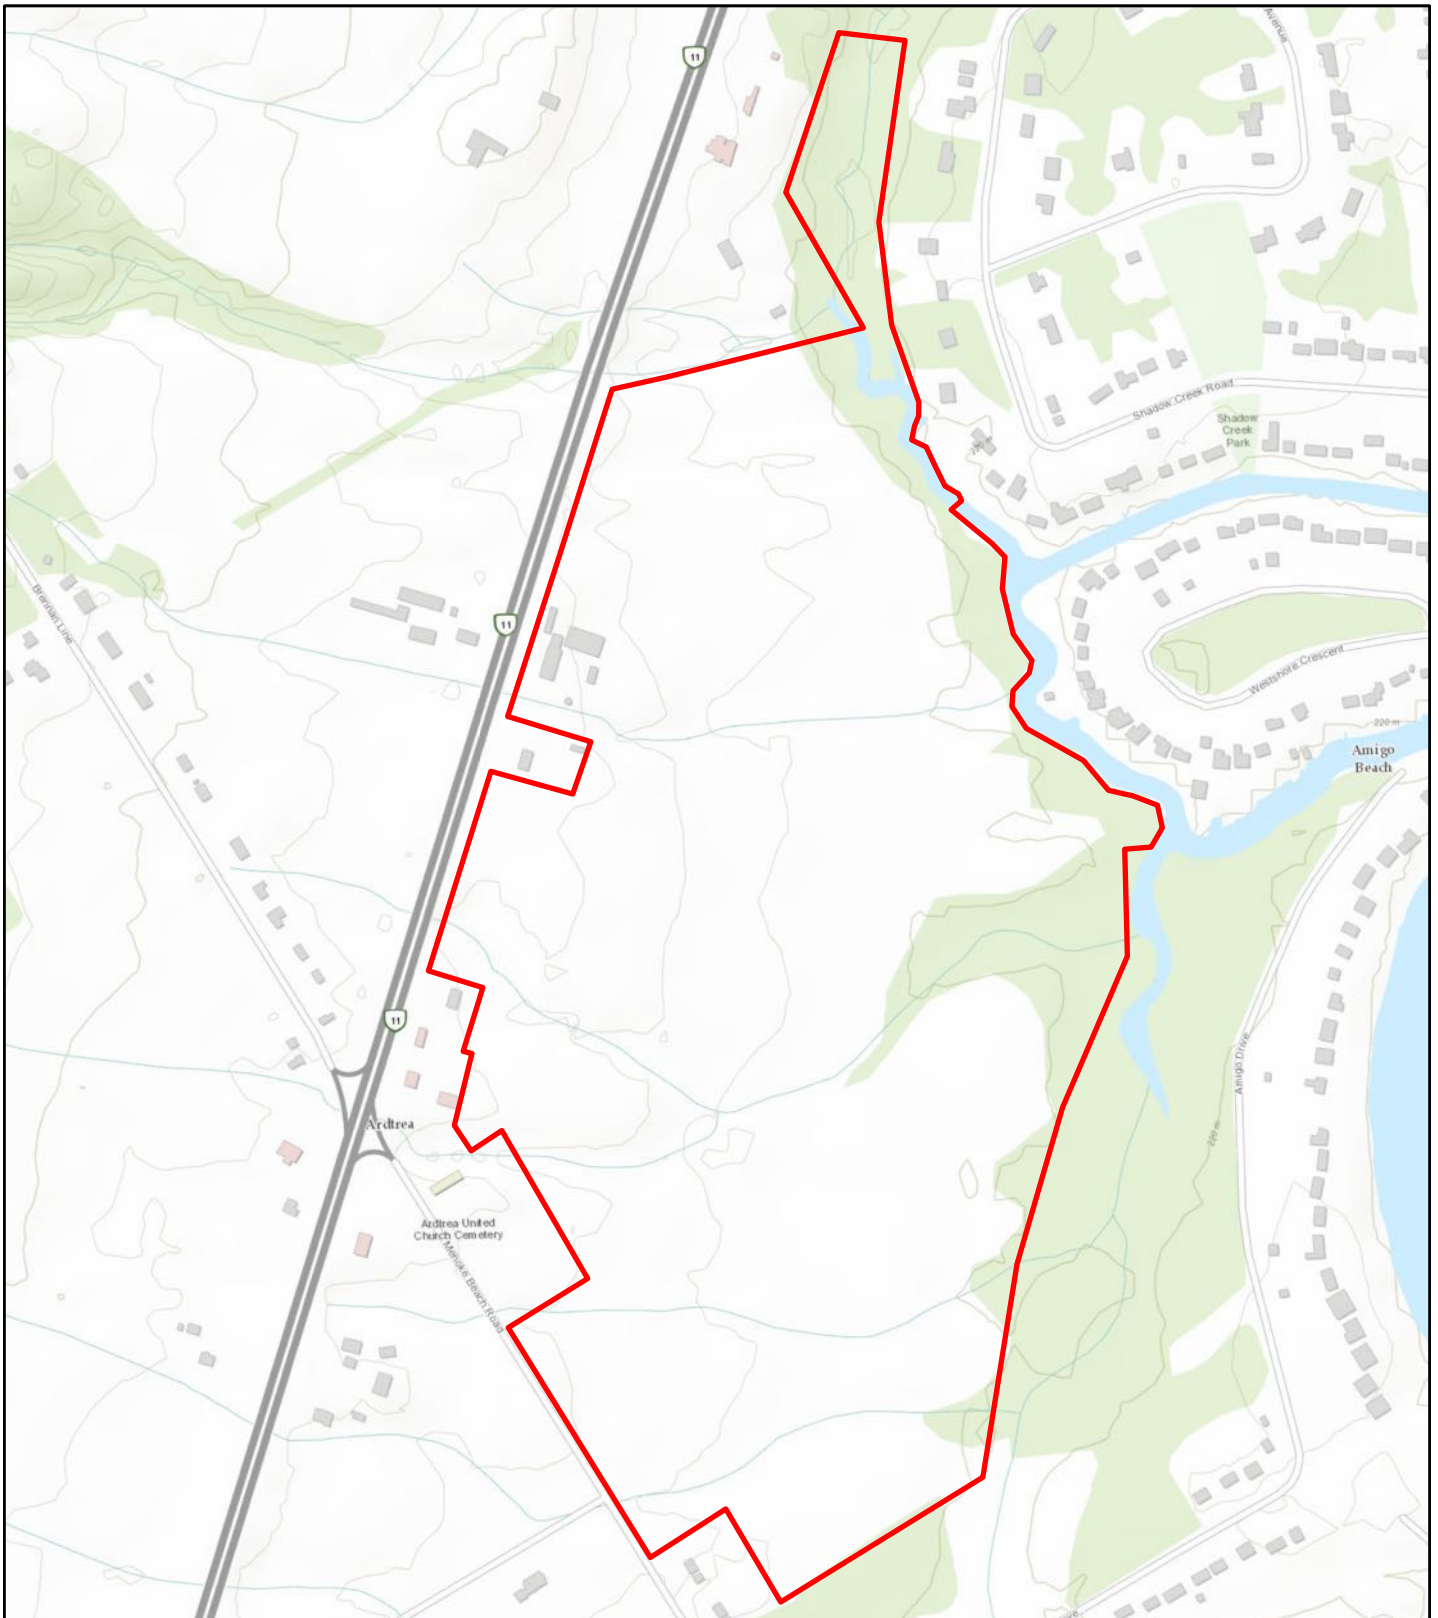 Avenue
11
Shadow Creek Road
Shadow
Creek
Park
11
Brennan Line
Westshore Crescent
220 m
Amigo
Beach
11
Amigo Drive
Ardtrea
220 m
Ardtrea United
Church Cemetery
Menoke Beach Road